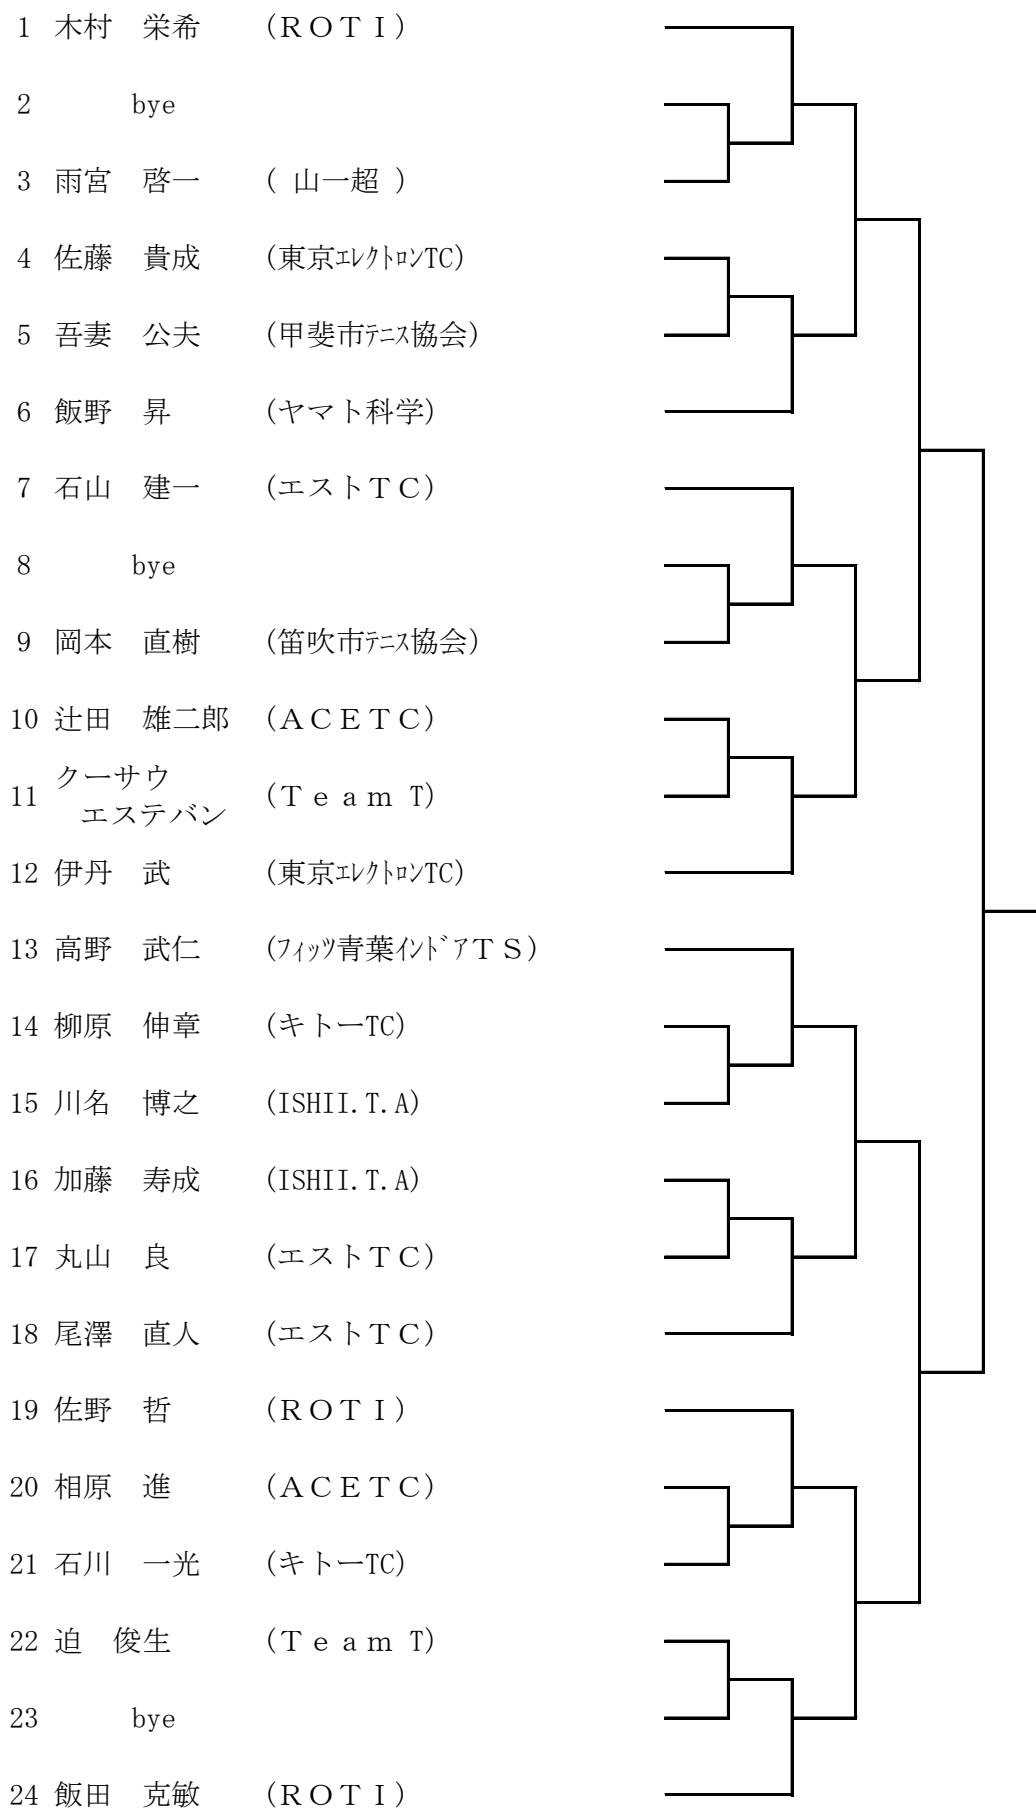 1 木村　栄希 (ＲＯＴＩ)
2 bye
3 雨宮　啓一 ( 山一超 )
4 佐藤　貴成 (東京ｴﾚｸﾄﾛﾝTC)
5 吾妻　公夫 (甲斐市ﾃﾆｽ協会)
6 飯野　昇 (ヤマト科学)
7 石山　建一 (エストＴＣ)
8 bye
9 岡本　直樹 (笛吹市ﾃﾆｽ協会)
10 辻田　雄二郎 (ＡＣＥＴＣ)
11 クーサウ
エステバン (Ｔｅａｍ T)
12 伊丹　武 (東京ｴﾚｸﾄﾛﾝTC)
13 高野　武仁 (ﾌｨｯﾂ青葉ｲﾝﾄﾞｱＴＳ)
14 柳原　伸章 (キトーTC)
15 川名　博之 (ISHII.T.A)
16 加藤　寿成 (ISHII.T.A)
17 丸山　良 (エストＴＣ)
18 尾澤　直人 (エストＴＣ)
19 佐野　哲 (ＲＯＴＩ)
20 相原　進 (ＡＣＥＴＣ)
21 石川　一光 (キトーTC)
22 迫　俊生 (Ｔｅａｍ T)
23 bye
24 飯田　克敏 (ＲＯＴＩ)